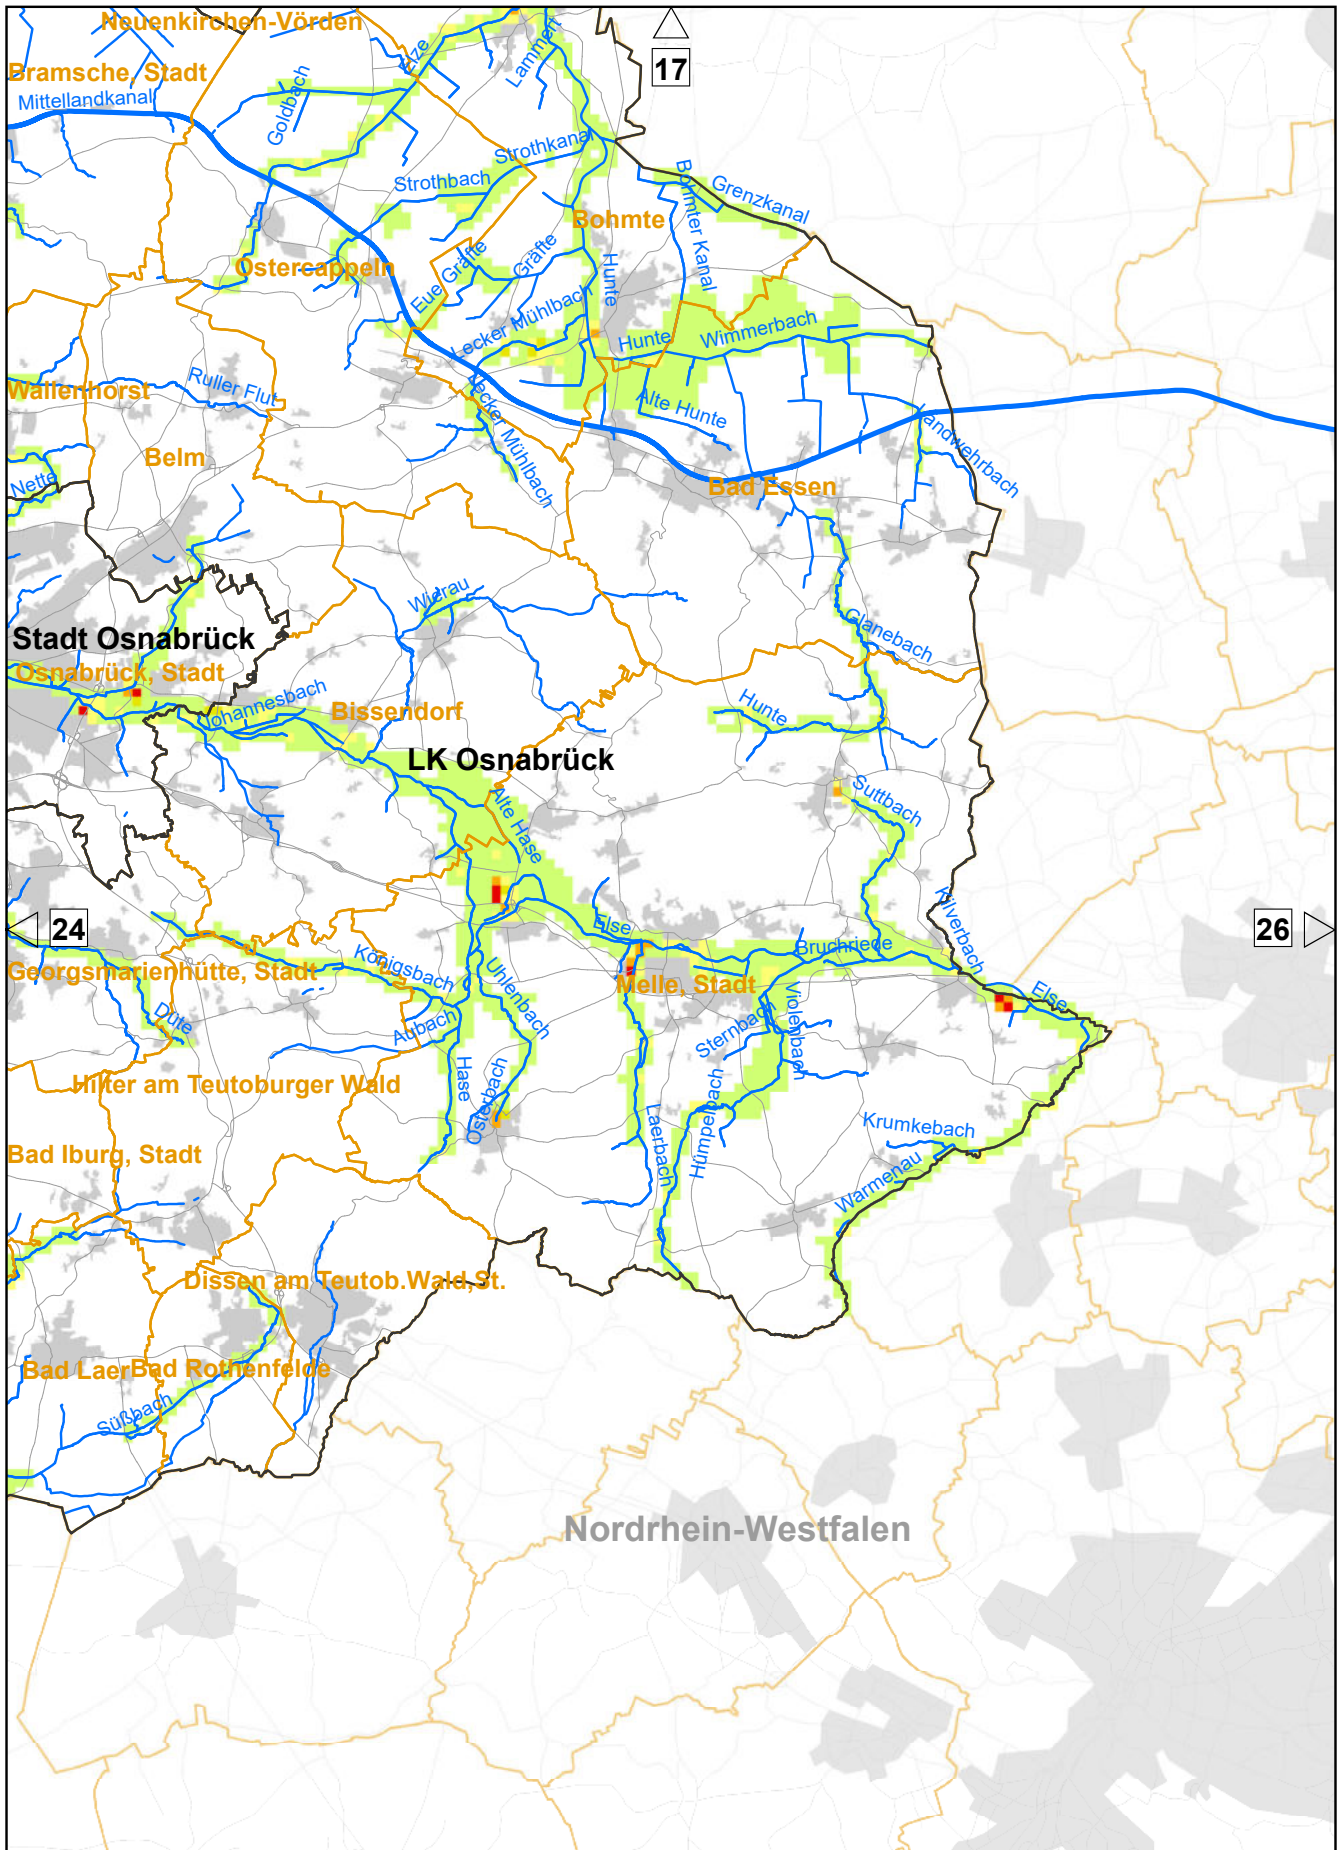 Neuenkirchen-Vörden
17
Bramsche, Stadt
Mittellandkanal
Goldbach
Elze
Lammert
Strothkanal
Strothbach
Bohmter Kanal
Grenzkanal
Bohmte
Ostercappeln
Eue Gräfte
Gräfte
Hunte
Lecker Mühlbach
Hunte
Wimmerbach
Wallenhorst
Ruller Flut
Lecker Mühlbach
Alte Hunte
Landwehrbach
Belm
Nette
Bad Essen
Wierau
Glanebach
Stadt Osnabrück
Osnabrück, Stadt
Johannesbach
Bissendorf
Hunte
LK Osnabrück
Alte Hase
Suttbach
24
Else
Kilverbach
26
Bruchriede
Georgsmarienhütte, Stadt
Königsbach
Uhlenbach
Melle, Stadt
Else
Düte
Aubach
Sternbach
Violenbach
Hilter am Teutoburger Wald
Hase
Osterbach
Laerbach
Hümpelbach
Krumkebach
Bad Iburg, Stadt
Warmenau
Dissen am Teutob.Wald,St.
Bad Laer
Bad Rothenfelde
Süßbach
Nordrhein-Westfalen